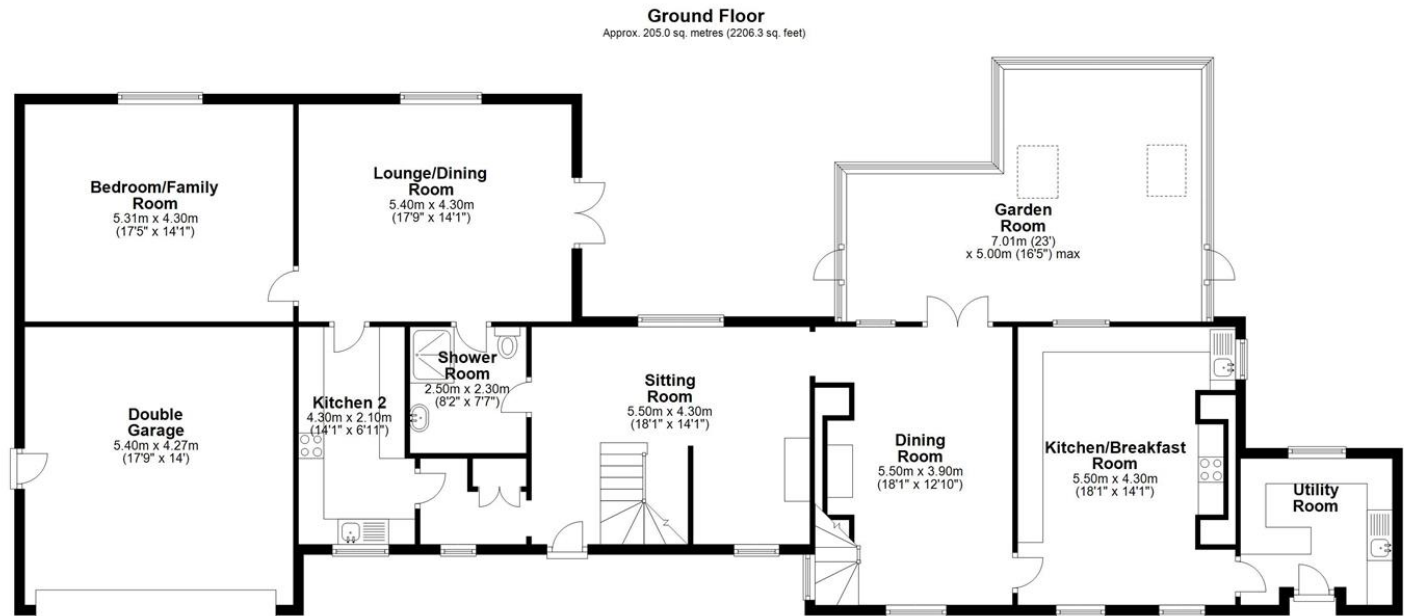 Ground Floor
Approx. 205.0 sq. metres (2206.3 sq. feet)
Bedroom/Family
Room
5.31m x 4.30m
(17'5" x 14'1")
Lounge/Dining
Room
5.40m x 4.30m
(17'9" x 14'1")
Garden
Room
7.01m (23')
x 5.00m (16'5") max
Double
Garage
5.40m x 4.27m
(17'9" x 14')
Kitchen 2
4.30m x 2.10m
(14'1" x 6'11")
Shower
Room
2.50m x 2.30m
(8'2" x 7'7")
Sitting
Room
5.50m x 4.30m
(18'1" x 14'1")
Dining
Room
5.50m x 3.90m
(18'1" x 12'10")
Kitchen/Breakfast
Room
5.50m x 4.30m
(18'1" x 14'1")
Utility
Room